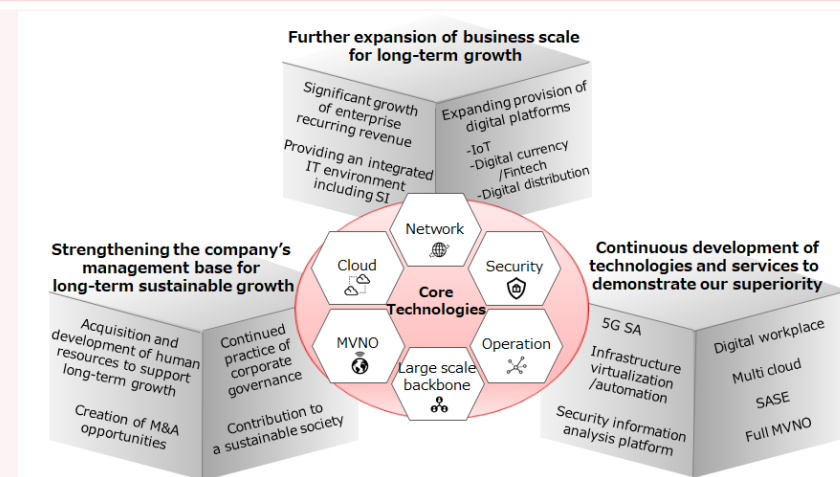 Further expansion of business scale
for long-term growth
Significant growth
of enterprise
recurring revenue
Providing an integrated
IT environment
including SI
Expanding provision of
digital platforms
-IoT
-Digital currency
/Fintech
-Digital distribution
Strengthening the company's
management base for
long-term sustainable growth
Acquisition and
development of human
resources to support
long-term growth
Creation of M&A
opportunities
Continued
practice of
corporate
governance
Contribution to
a sustainable society
Network
Cloud
Security
Core
Technologies
MVNO
Operation
Large scale
backbone
Continuous development of
technologies and services to
demonstrate our superiority
5G SA
Infrastructure
virtualization
/automation
Security information
analysis platform
Digital workplace
Multi cloud
SASE
Full MVNO